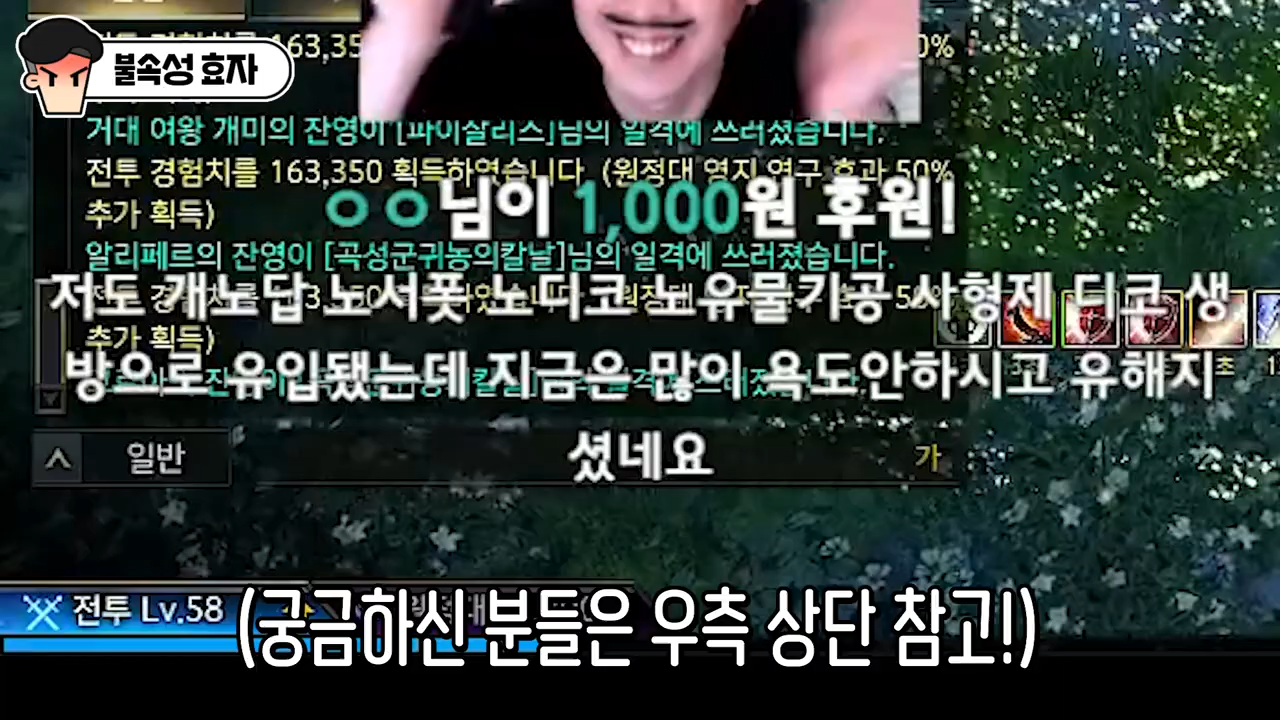 불속성 효자
163,35
0%
거대 여왕 개미의 잔영이 [파이살리스]님의 일격에 쓰러졌습니다.
전투 경험치를 163,350 획득하였습니다 (원정대 영지 연구 효과 50%
추가 획득)
ㅇㅇ님이 1,000원 후원!
알리페르의 잔영이 [곡성군귀농의칼날]님의 일격에 쓰러졌습니다.
저도 개노답 노서폿 노디코 노유물기공 사형제 디코 생
추가 획득)
방으로 유입됐는데 지금은 많이 욕도안하시고 유해지
셨네요
일반
가
전투 Lv.58
(궁금하신 분들은 우측 상단 참고!)